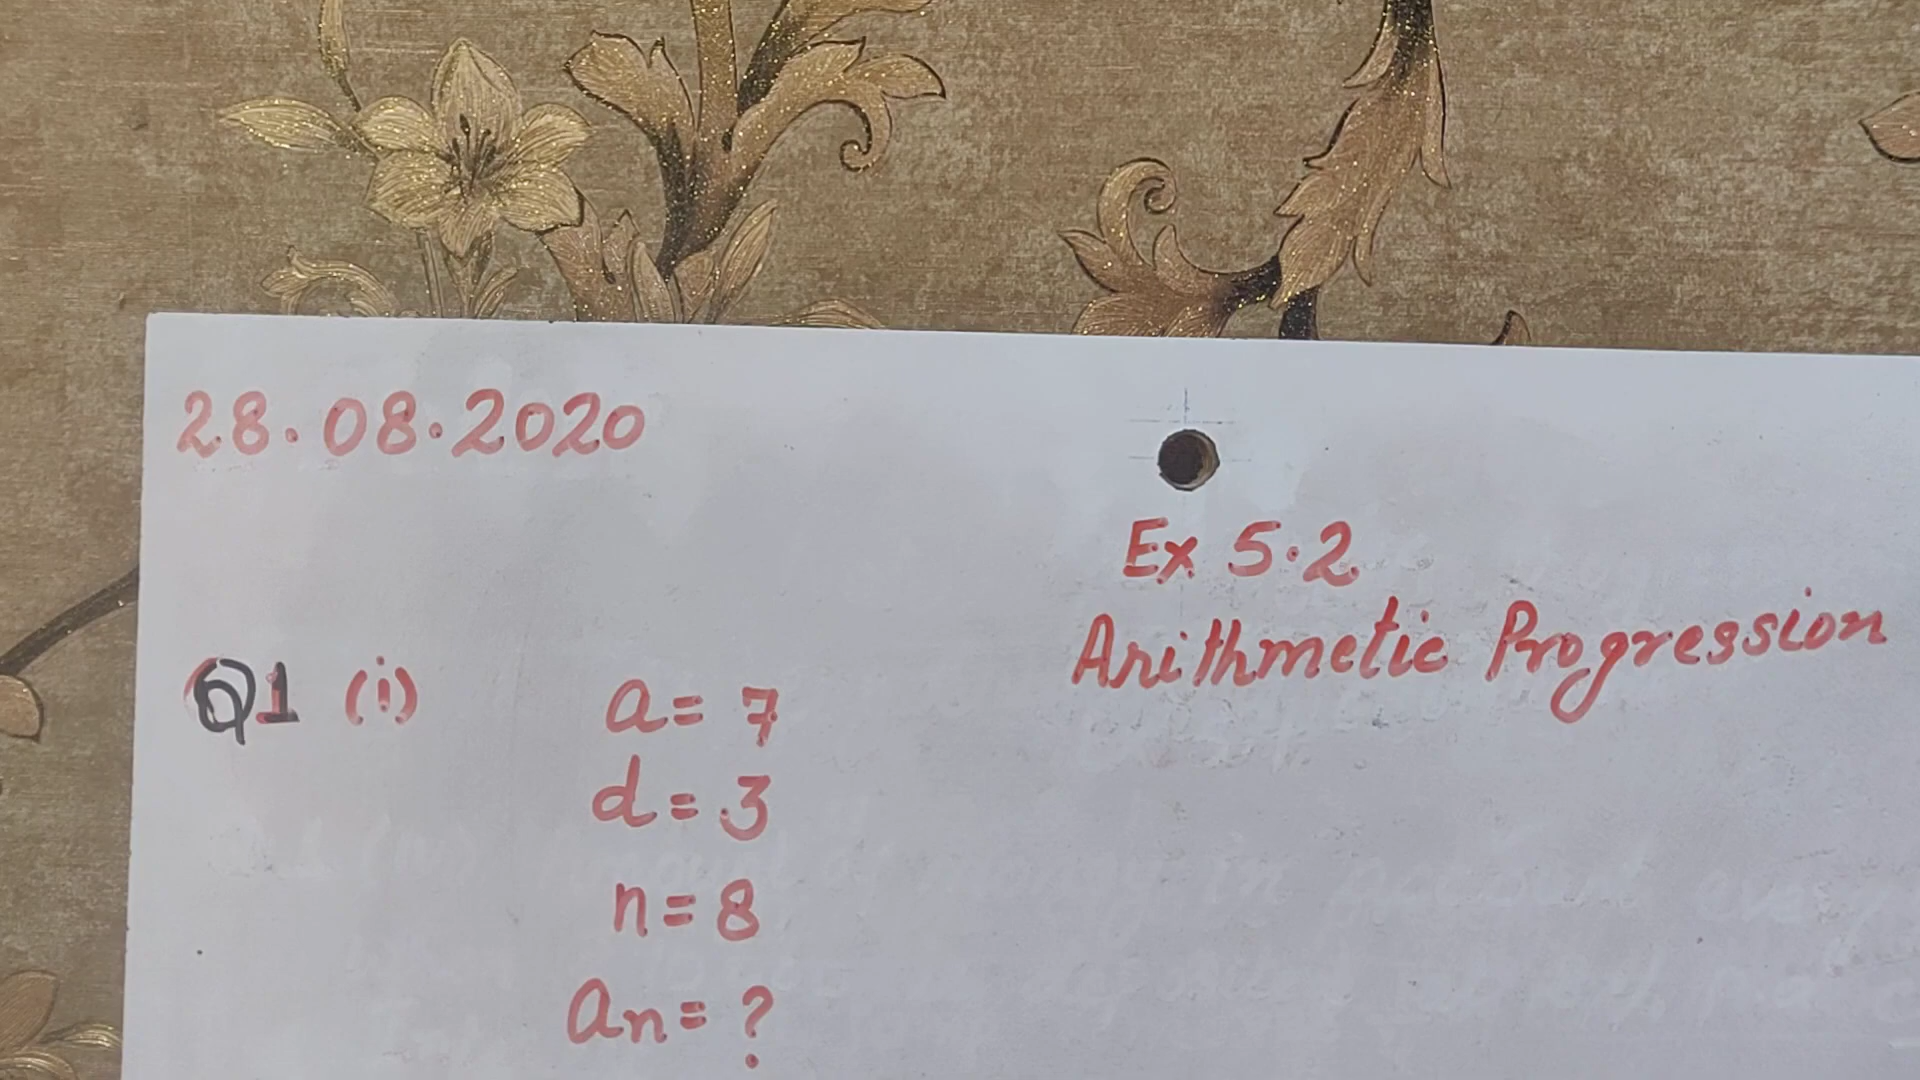 28.08.2020
Ex 5.2
Arithmetic Progression
Q1 (i) a = 7
d = 3
n = 8
an = ?